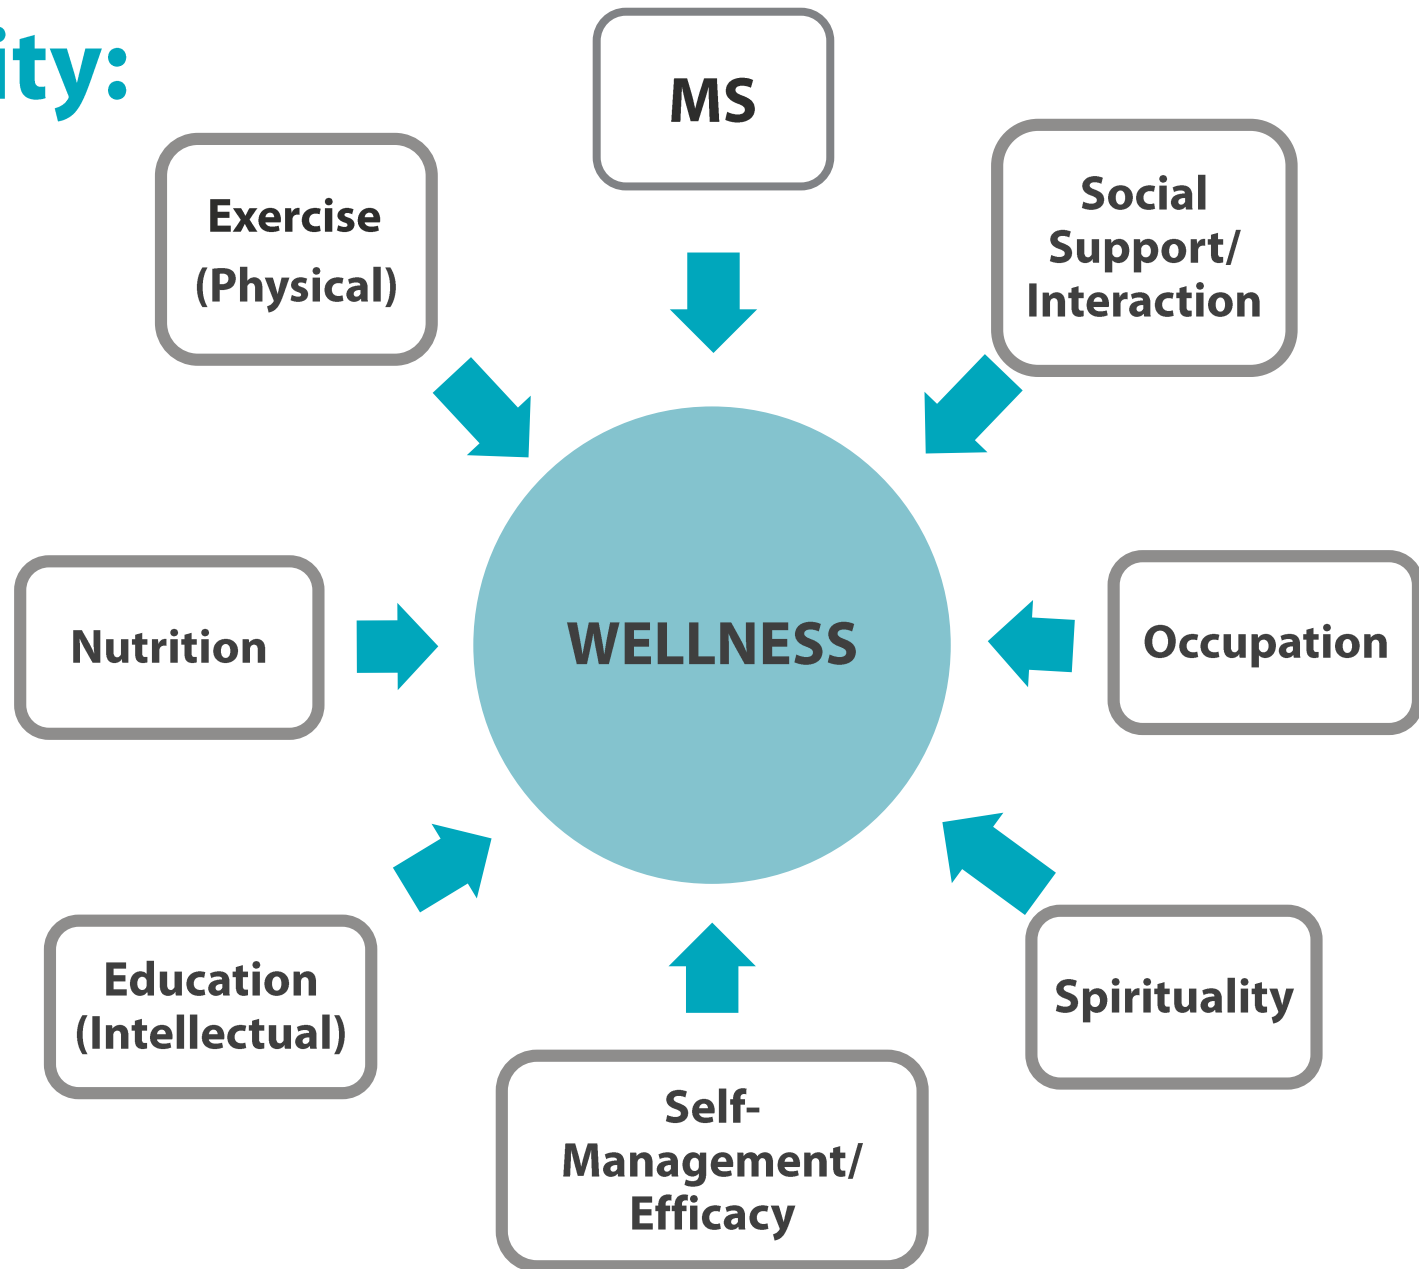 ity:
MS
Exercise
(Physical)
Social
Support/
Interaction
Nutrition
WELLNESS
Occupation
Education
(Intellectual)
Spirituality
Self-
Management/
Efficacy